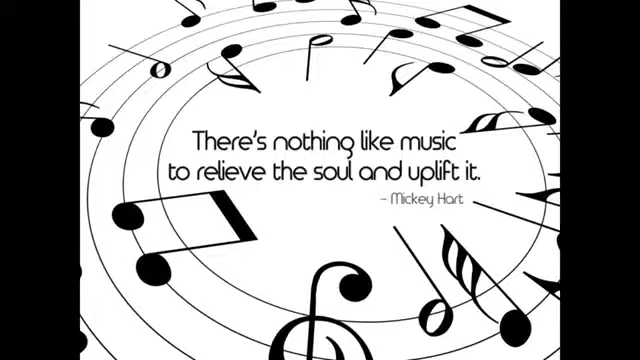 There's nothing like music
to relieve the soul and uplift it.
- Mickey Hart